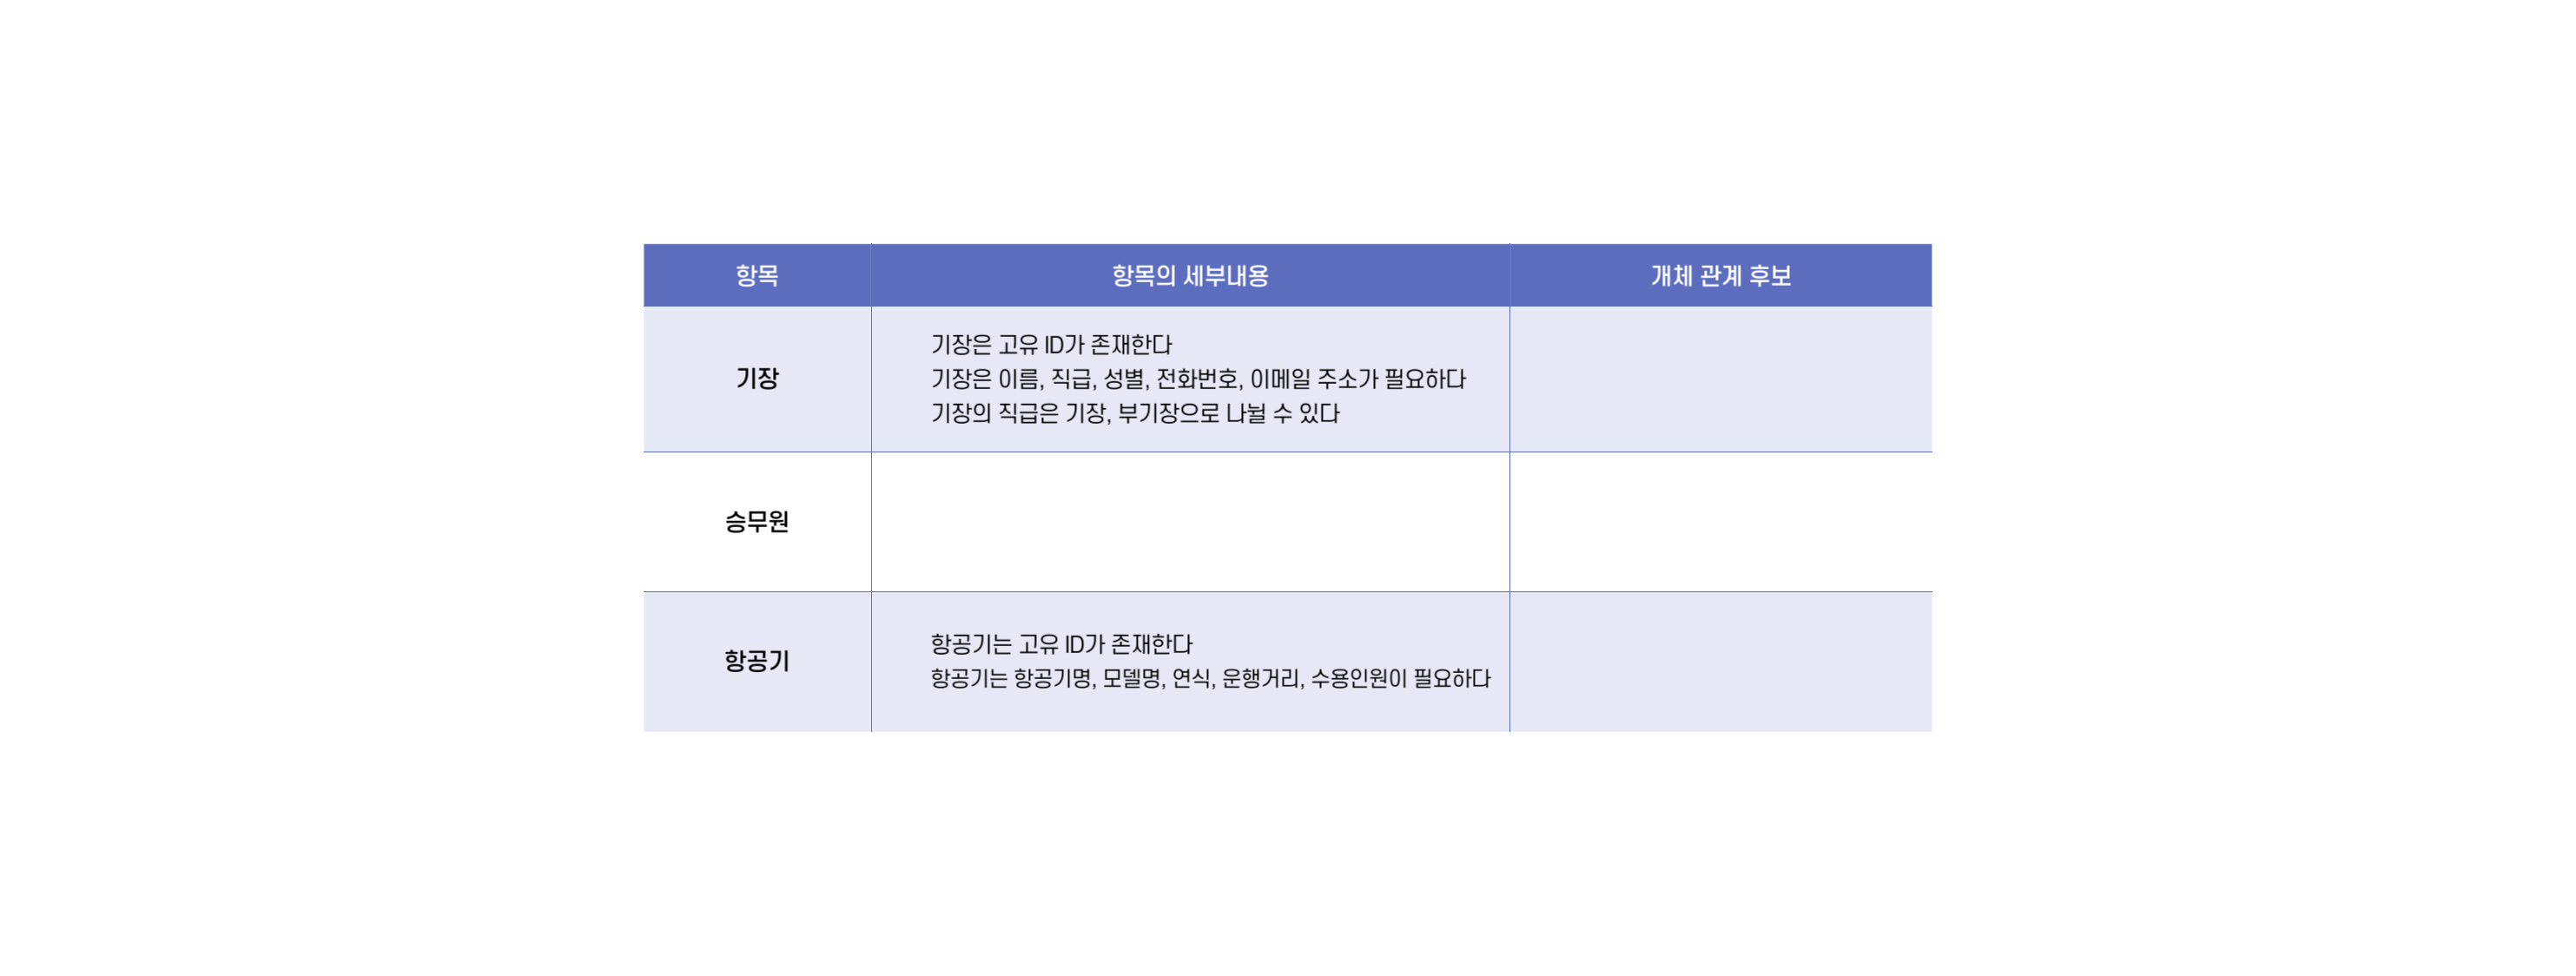 항목 항목의 세부내용 개체 관계 후보
기장
기장은 고유 ID가 존재한다
기장은 이름, 직급, 성별, 전화번호, 이메일 주소가 필요하다
기장의 직급은 기장, 부기장으로 나뉠 수 있다
승무원
항공기
항공기는 고유 ID가 존재한다
항공기는 항공기명, 모델명, 연식, 운행거리, 수용인원이 필요하다